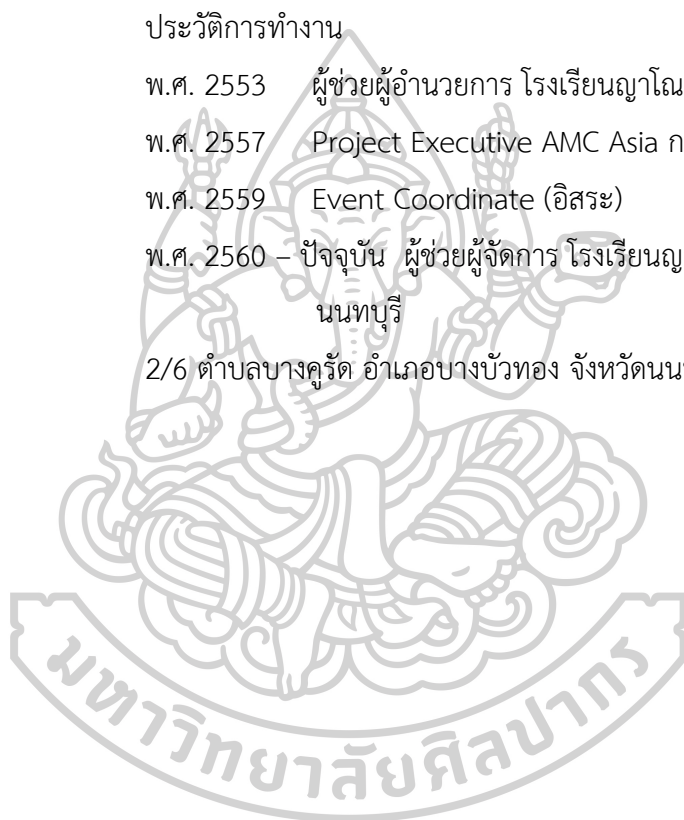 ประวัติการทำงาน
พ.ศ. 2553 ผู้ช่วยผู้อำนวยการ โรงเรียนญาโณ
พ.ศ. 2557 Project Executive AMC Asia ก
พ.ศ. 2559 Event Coordinate (อิสระ)
พ.ศ. 2560 – ปัจจุบัน ผู้ช่วยผู้จัดการ โรงเรียนญ
นนทบุรี
2/6 ตำบลบางคูรัด อำเภอบางบัวทอง จังหวัดนน
มหาวิทยาลัยศิลปากร